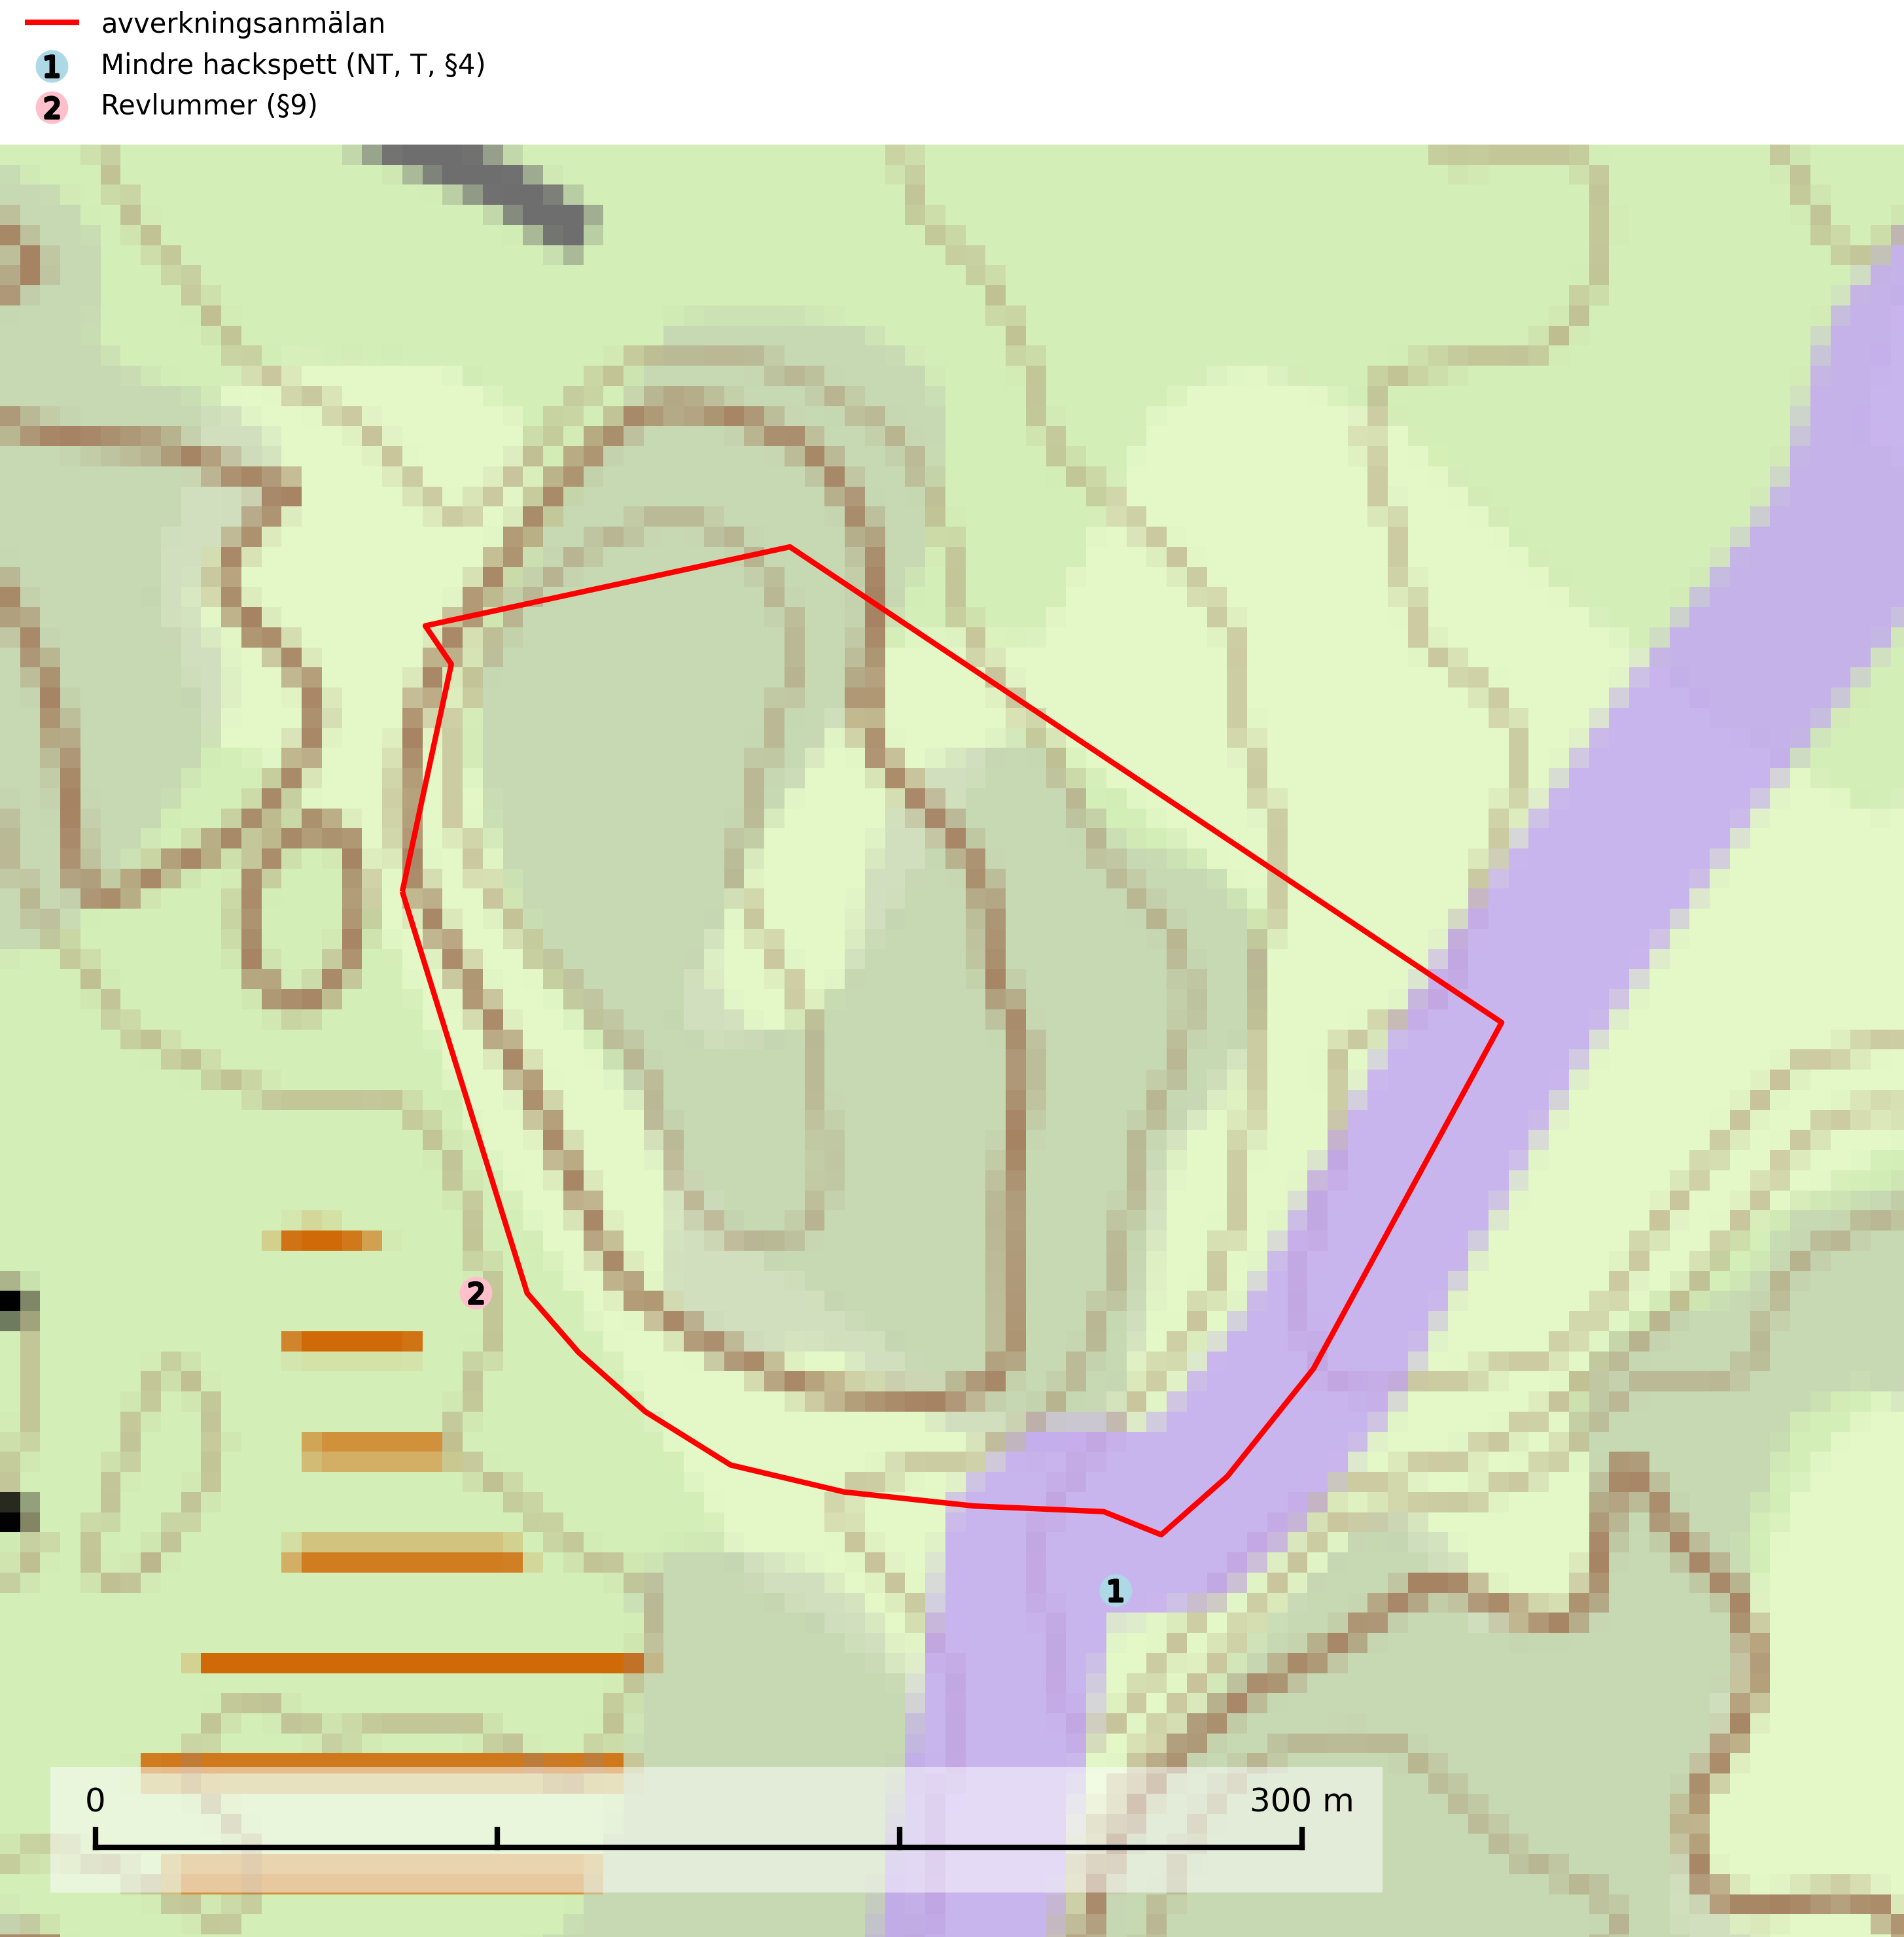 avverkningsanmälan
1 Mindre hackspett (NT, T, §4)
2 Revlummer (§9)
2
1
0 300 m